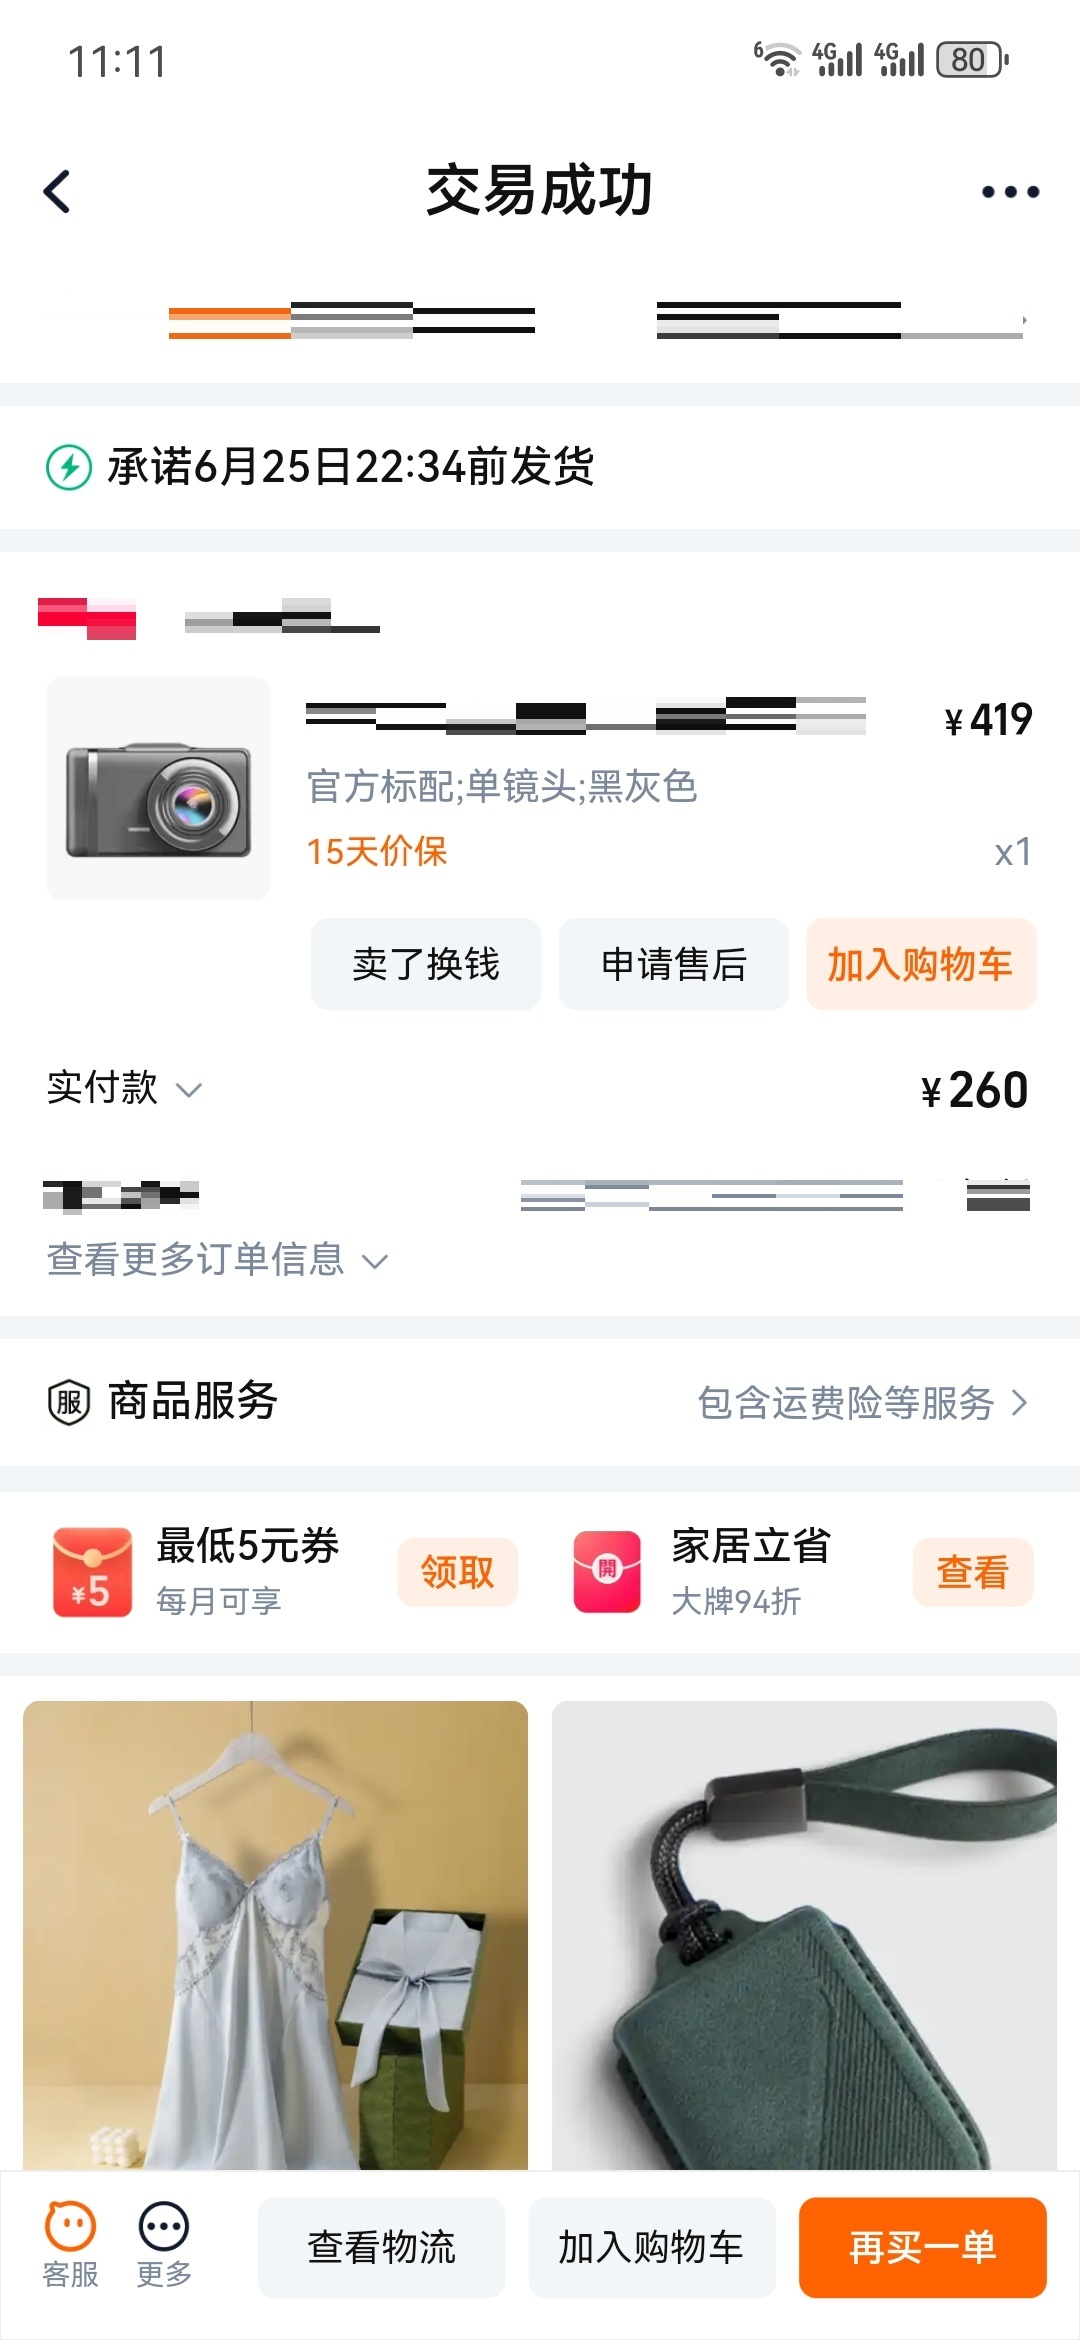 11:11
6 4G 4G 80
交易成功
承诺6月25日22:34前发货
¥419
官方标配;单镜头;黑灰色
15天价保 x1
卖了换钱 申请售后 加入购物车
实付款 ¥260
查看更多订单信息
服 商品服务 包含运费险等服务
最低5元券 领取 家居立省 查看
¥5 每月可享 開 大牌94折
客服 更多 查看物流 加入购物车 再买一单